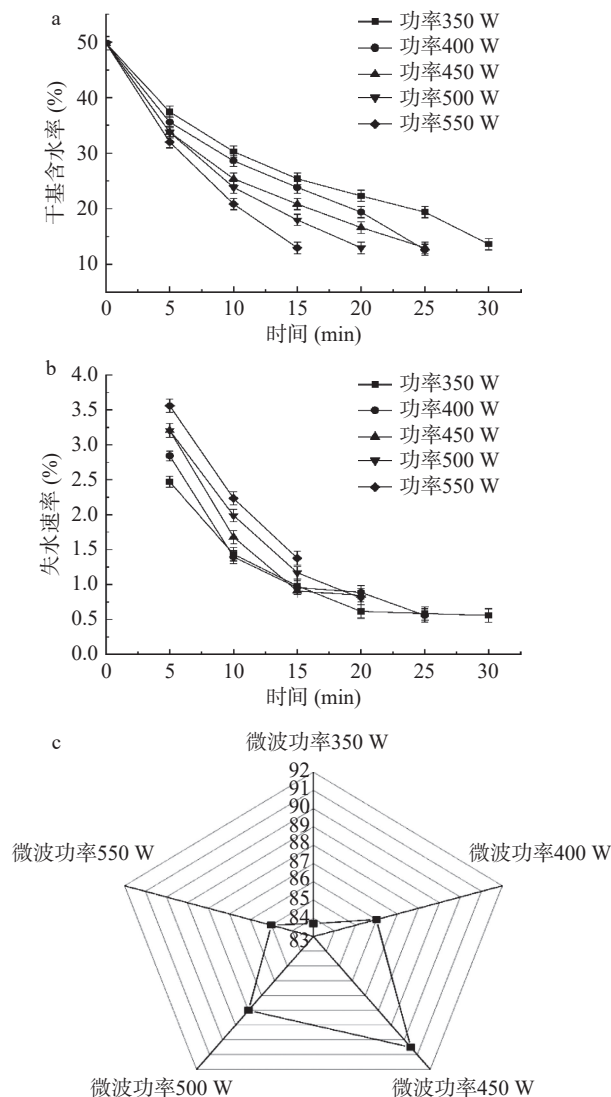 a
功率350 W
功率400 W
功率450 W
功率500 W
功率550 W
干基含水率 (%)
50
40
30
20
10
0
5
10
15
20
25
30
时间 (min)
b
功率350 W
功率400 W
功率450 W
功率500 W
功率550 W
失水速率 (%)
4.0
3.5
3.0
2.5
2.0
1.5
1.0
0.5
0.0
0
5
10
15
20
25
30
时间 (min)
c
微波功率350 W
92
91
90
89
88
87
86
85
84
83
微波功率550 W
微波功率400 W
微波功率500 W
微波功率450 W